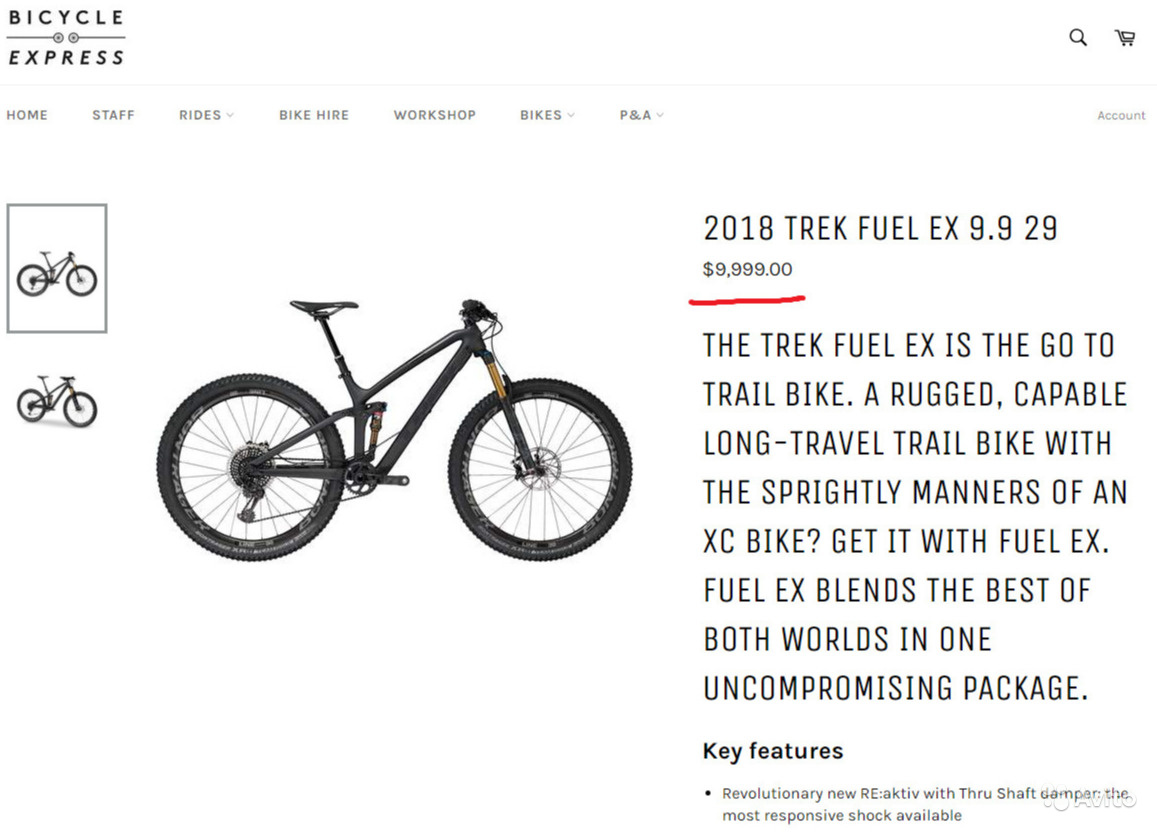 BICYCLE
EXPRESS
HOME STAFF RIDES BIKE HIRE WORKSHOP BIKES P&A Account
2018 TREK FUEL EX 9.9 29
$9,999.00
THE TREK FUEL EX IS THE GO TO
TRAIL BIKE. A RUGGED, CAPABLE
LONG-TRAVEL TRAIL BIKE WITH
THE SPRIGHTLY MANNERS OF AN
XC BIKE? GET IT WITH FUEL EX.
FUEL EX BLENDS THE BEST OF
BOTH WORLDS IN ONE
UNCOMPROMISING PACKAGE.
Key features
• Revolutionary new RE:aktiv with Thru Shaft damper: the
most responsive shock available
Avito